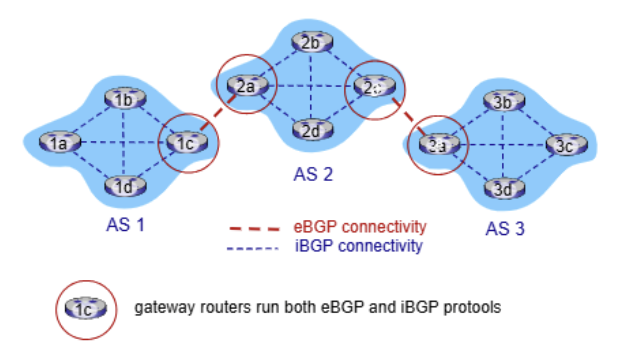 2b
2a
2c
2d
1b
1a
1c
1d
3b
3a
3c
3d
AS 2
AS 1
AS 3
eBGP connectivity
iBGP connectivity
1c
gateway routers run both eBGP and iBGP protools